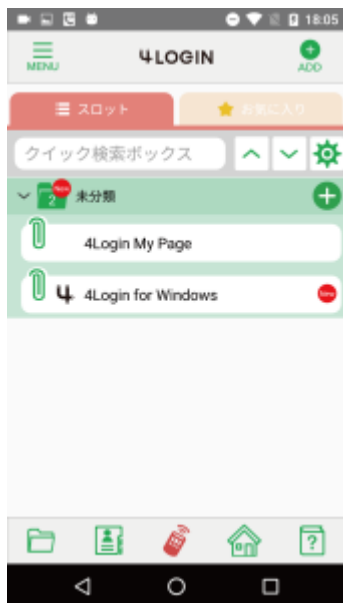 18:05
MENU
4LOGIN
ADD
スロット
お気に入り
クイック検索ボックス
2
New
未分類
4Login My Page
4
4Login for Windows
New
?